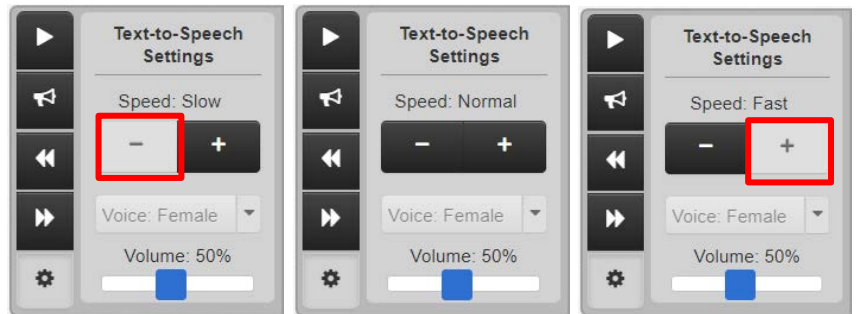 Text-to-Speech
Settings
Speed: Slow
− +
Voice: Female
Volume: 50%
Text-to-Speech
Settings
Speed: Normal
− +
Voice: Female
Volume: 50%
Text-to-Speech
Settings
Speed: Fast
− +
Voice: Female
Volume: 50%